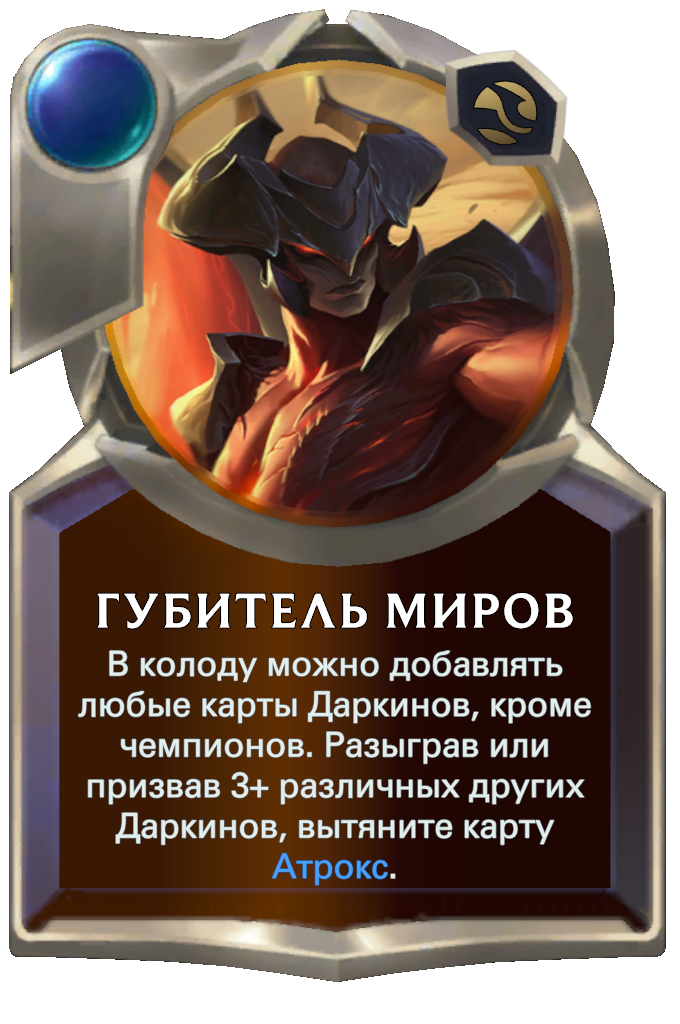 ГУБИТЕЛЬ МИРОВ
В колоду можно добавлять
любые карты Даркинов, кроме
чемпионов. Разыграв или
призвав 3+ различных других
Даркинов, вытяните карту
Атрокс.